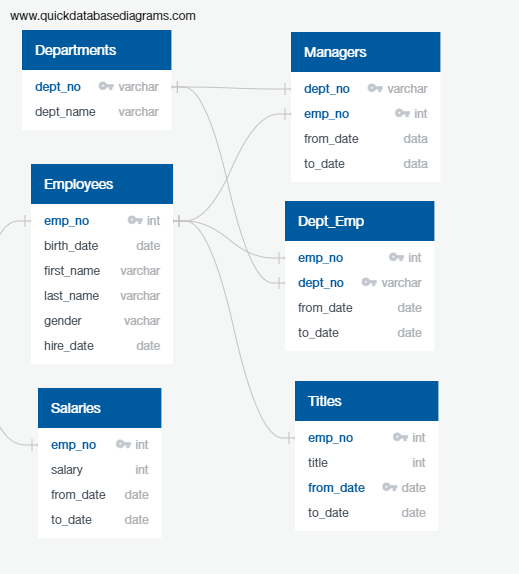 www.quickdatabasediagrams.com
Departments
dept_no varchar
dept_name varchar
Managers
dept_no varchar
emp_no int
from_date data
to_date data
Employees
emp_no int
birth_date date
first_name varchar
last_name varchar
gender vachar
hire_date date
Dept_Emp
emp_no int
dept_no varchar
from_date date
to_date date
Salaries
emp_no int
salary int
from_date date
to_date date
Titles
emp_no int
title int
from_date date
to_date date